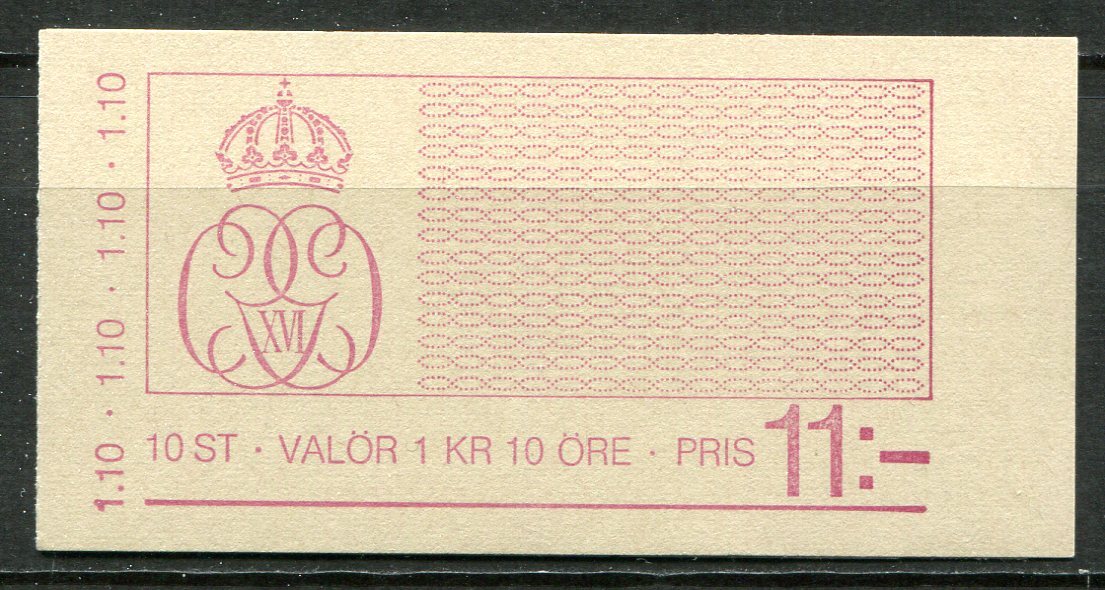 1.10 · 1.10 · 1.10 · 1.10
XVI
10 ST · VALÖR 1 KR 10 ÖRE · PRIS 11:–